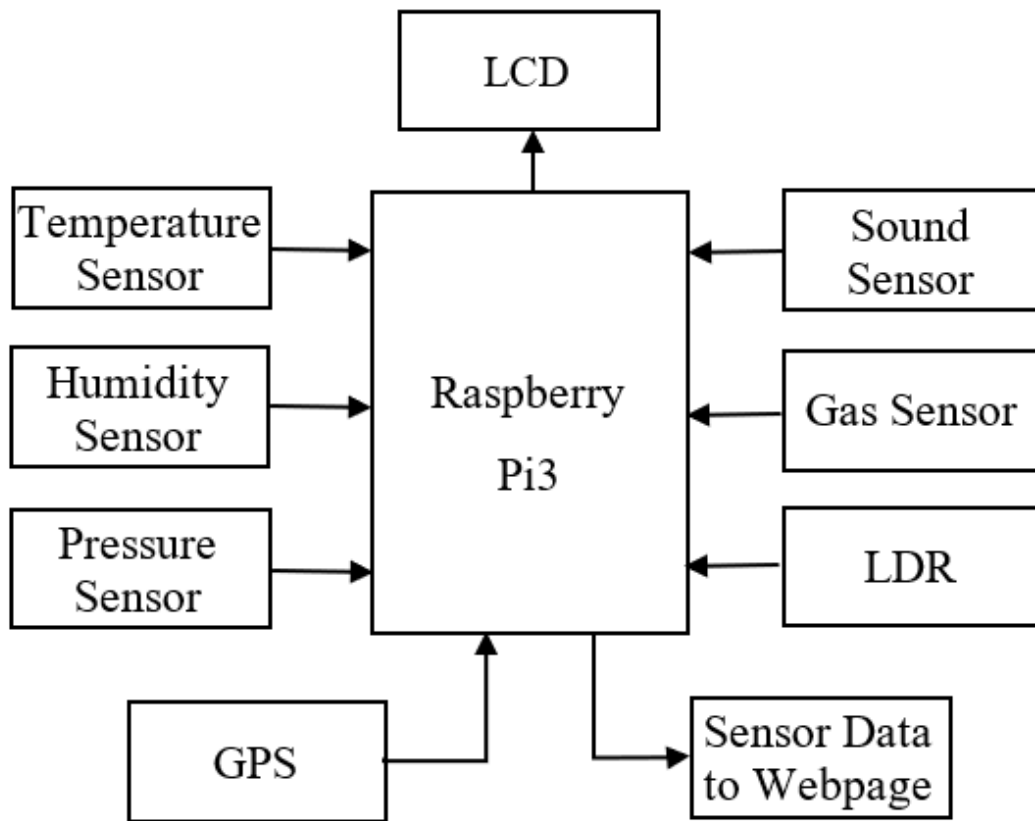 LCD
Temperature
Sensor
Sound
Sensor
Humidity
Sensor
Raspberry
Pi3
Gas Sensor
Pressure
Sensor
LDR
GPS
Sensor Data
to Webpage